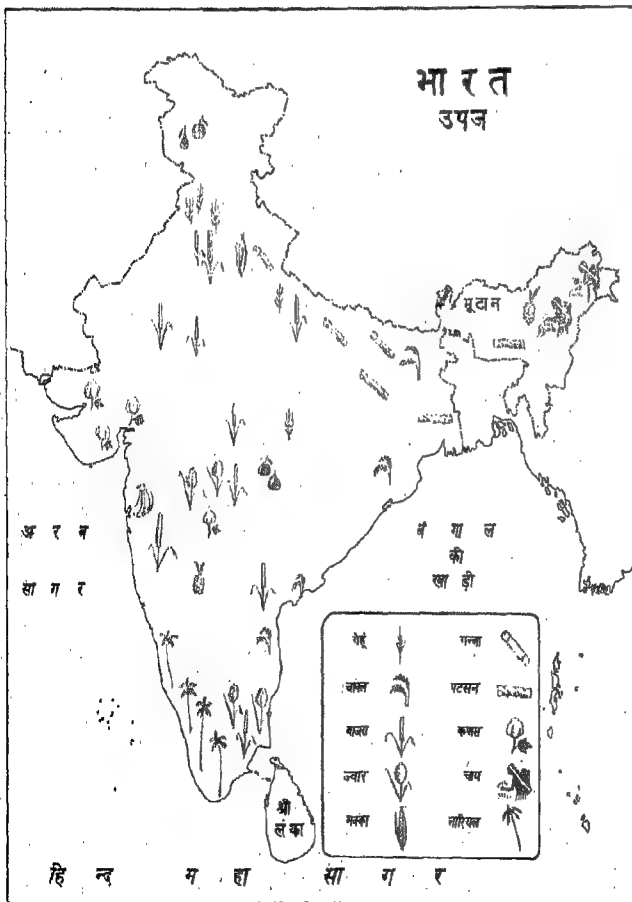 भारत
उपज
भूटान
अरब
सागर
बंगाल
की
खाड़ी
गेहूं गन्ना
चावल पटसन
बाजरा कपास
ज्वार चाय
मक्का नारियल
श्री
लंका
हिन्द महासागर